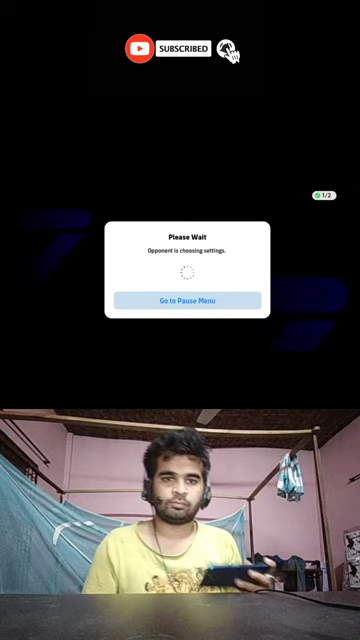 SUBSCRIBED
1/2
Please Wait
Opponent is choosing settings.
Go to Pause Menu